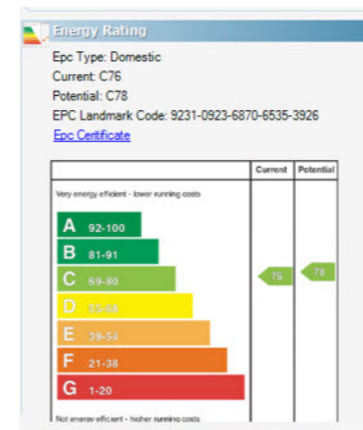 Energy Rating
Epc Type: Domestic
Current: C76
Potential: C78
EPC Landmark Code: 9231-0923-6870-6535-3926
Epc Certificate
Current Potential
Very energy efficient - lower running costs
A 92-100
B 81-91
C 69-80
76 78
D 55-68
E 39-54
F 21-38
G 1-20
Not energy efficient - higher running costs